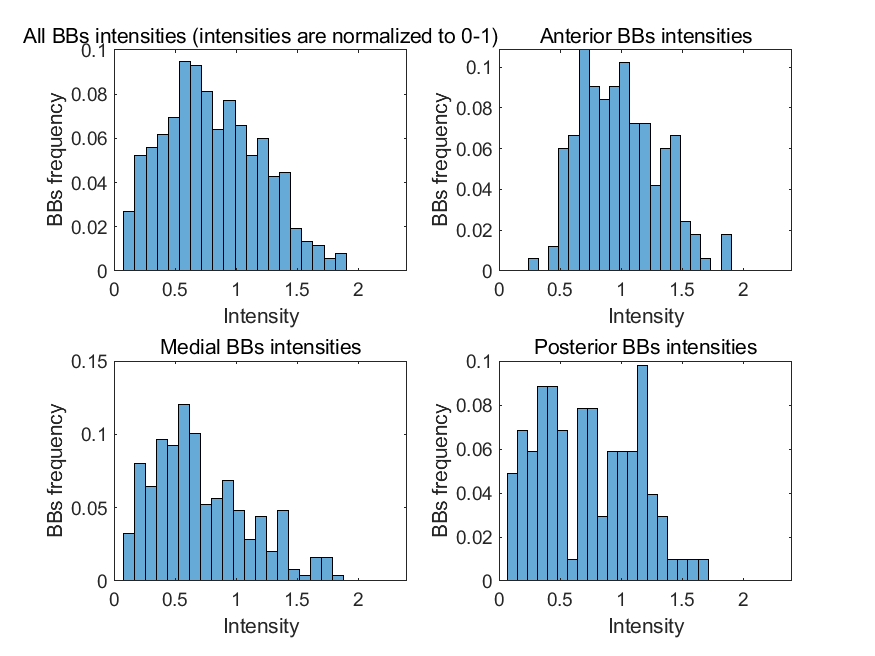 All BBs intensities (intensities are normalized to 0-1)
0.1
0.08
0.06
0.04
0.02
0
BBs frequency
0 0.5 1 1.5 2
Intensity
Anterior BBs intensities
0.1
0.08
0.06
0.04
0.02
0
BBs frequency
0 0.5 1 1.5 2
Intensity
Medial BBs intensities
0.15
0.1
0.05
0
BBs frequency
0 0.5 1 1.5 2
Intensity
Posterior BBs intensities
0.1
0.08
0.06
0.04
0.02
0
BBs frequency
0 0.5 1 1.5 2
Intensity